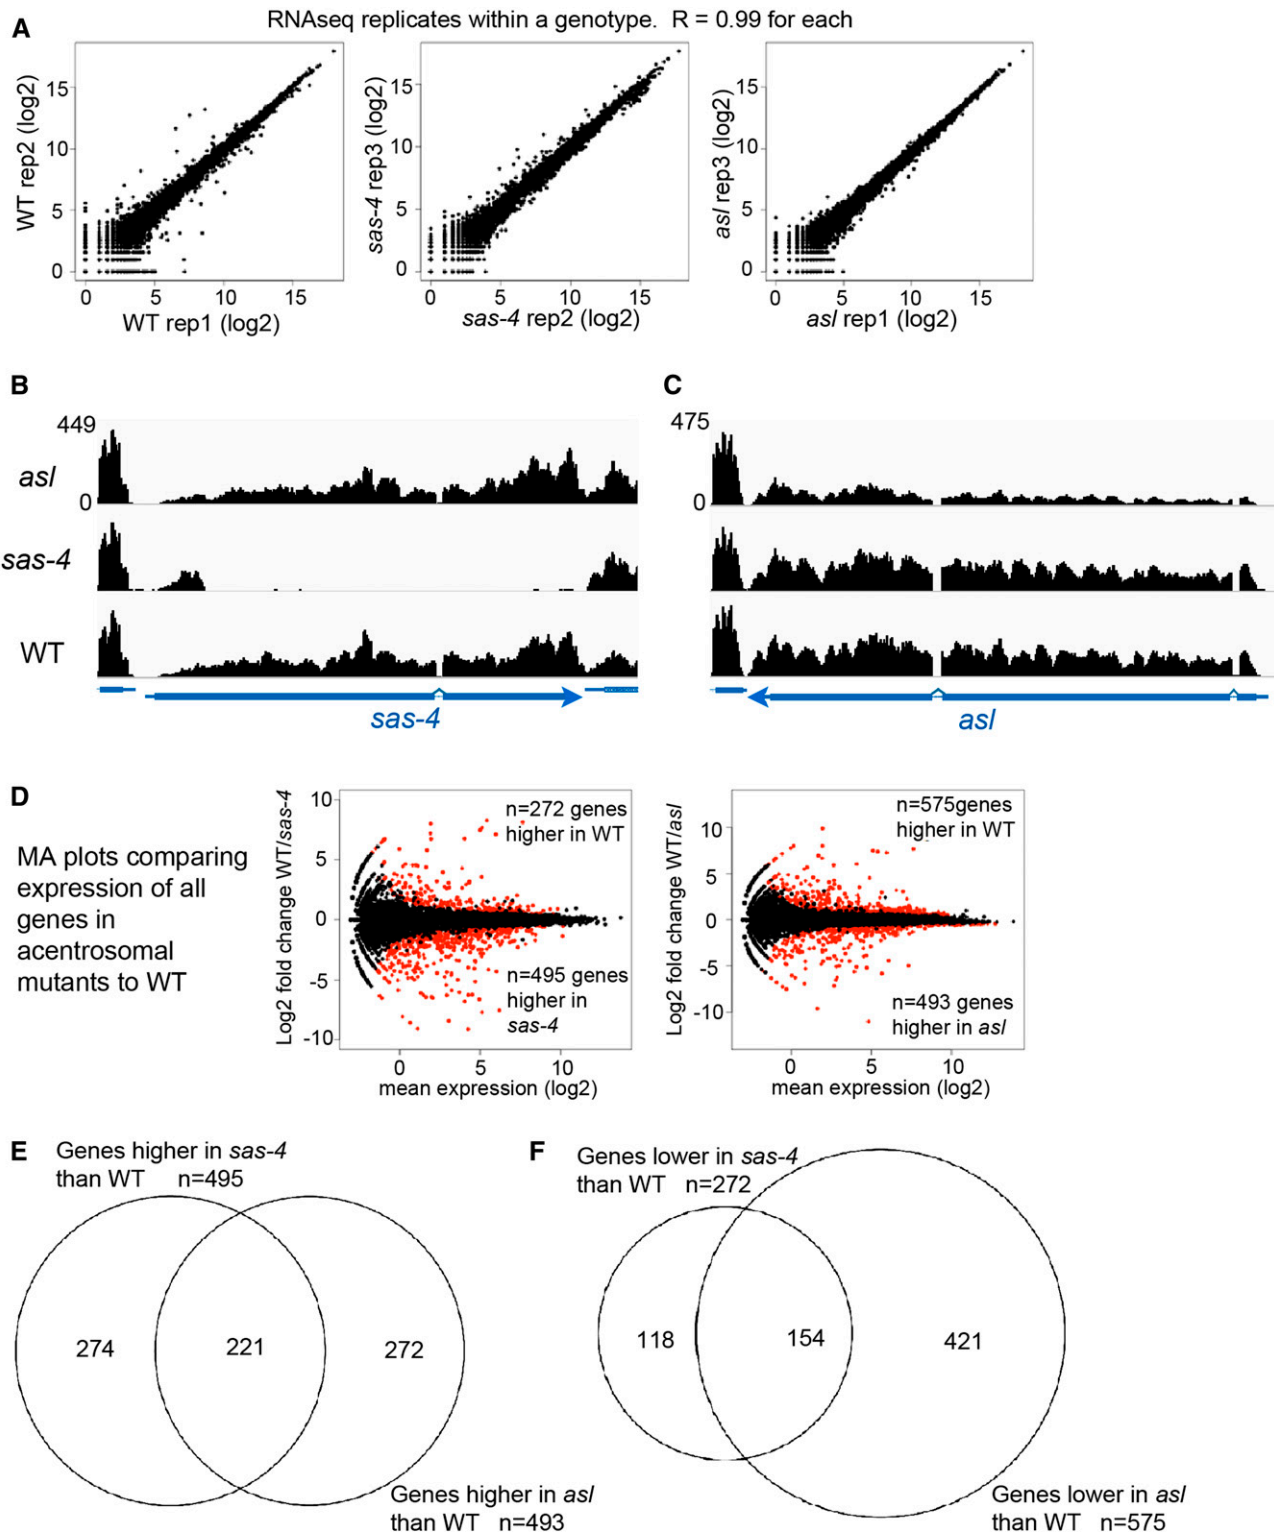 A
RNAseq replicates within a genotype. R = 0.99 for each
WT rep2 (log2)
15
10
5
0
0 5 10 15
WT rep1 (log2)
sas-4 rep3 (log2)
15
10
5
0
0 5 10 15
sas-4 rep2 (log2)
asl rep3 (log2)
15
10
5
0
0 5 10 15
asl rep1 (log2)
B
449
0
asl
sas-4
WT
sas-4
C
475
0
asl
D
MA plots comparing
expression of all
genes in
acentrosomal
mutants to WT
Log2 fold change WT/sas-4
10
5
0
-5
-10
n=272 genes
higher in WT
n=495 genes
higher in
sas-4
0 5 10
mean expression (log2)
Log2 fold change WT/asl
10
5
0
-5
-10
n=575genes
higher in WT
n=493 genes
higher in asl
0 5 10
mean expression (log2)
E
Genes higher in sas-4
than WT n=495
274 221 272
Genes higher in asl
than WT n=493
F
Genes lower in sas-4
than WT n=272
118 154 421
Genes lower in asl
than WT n=575